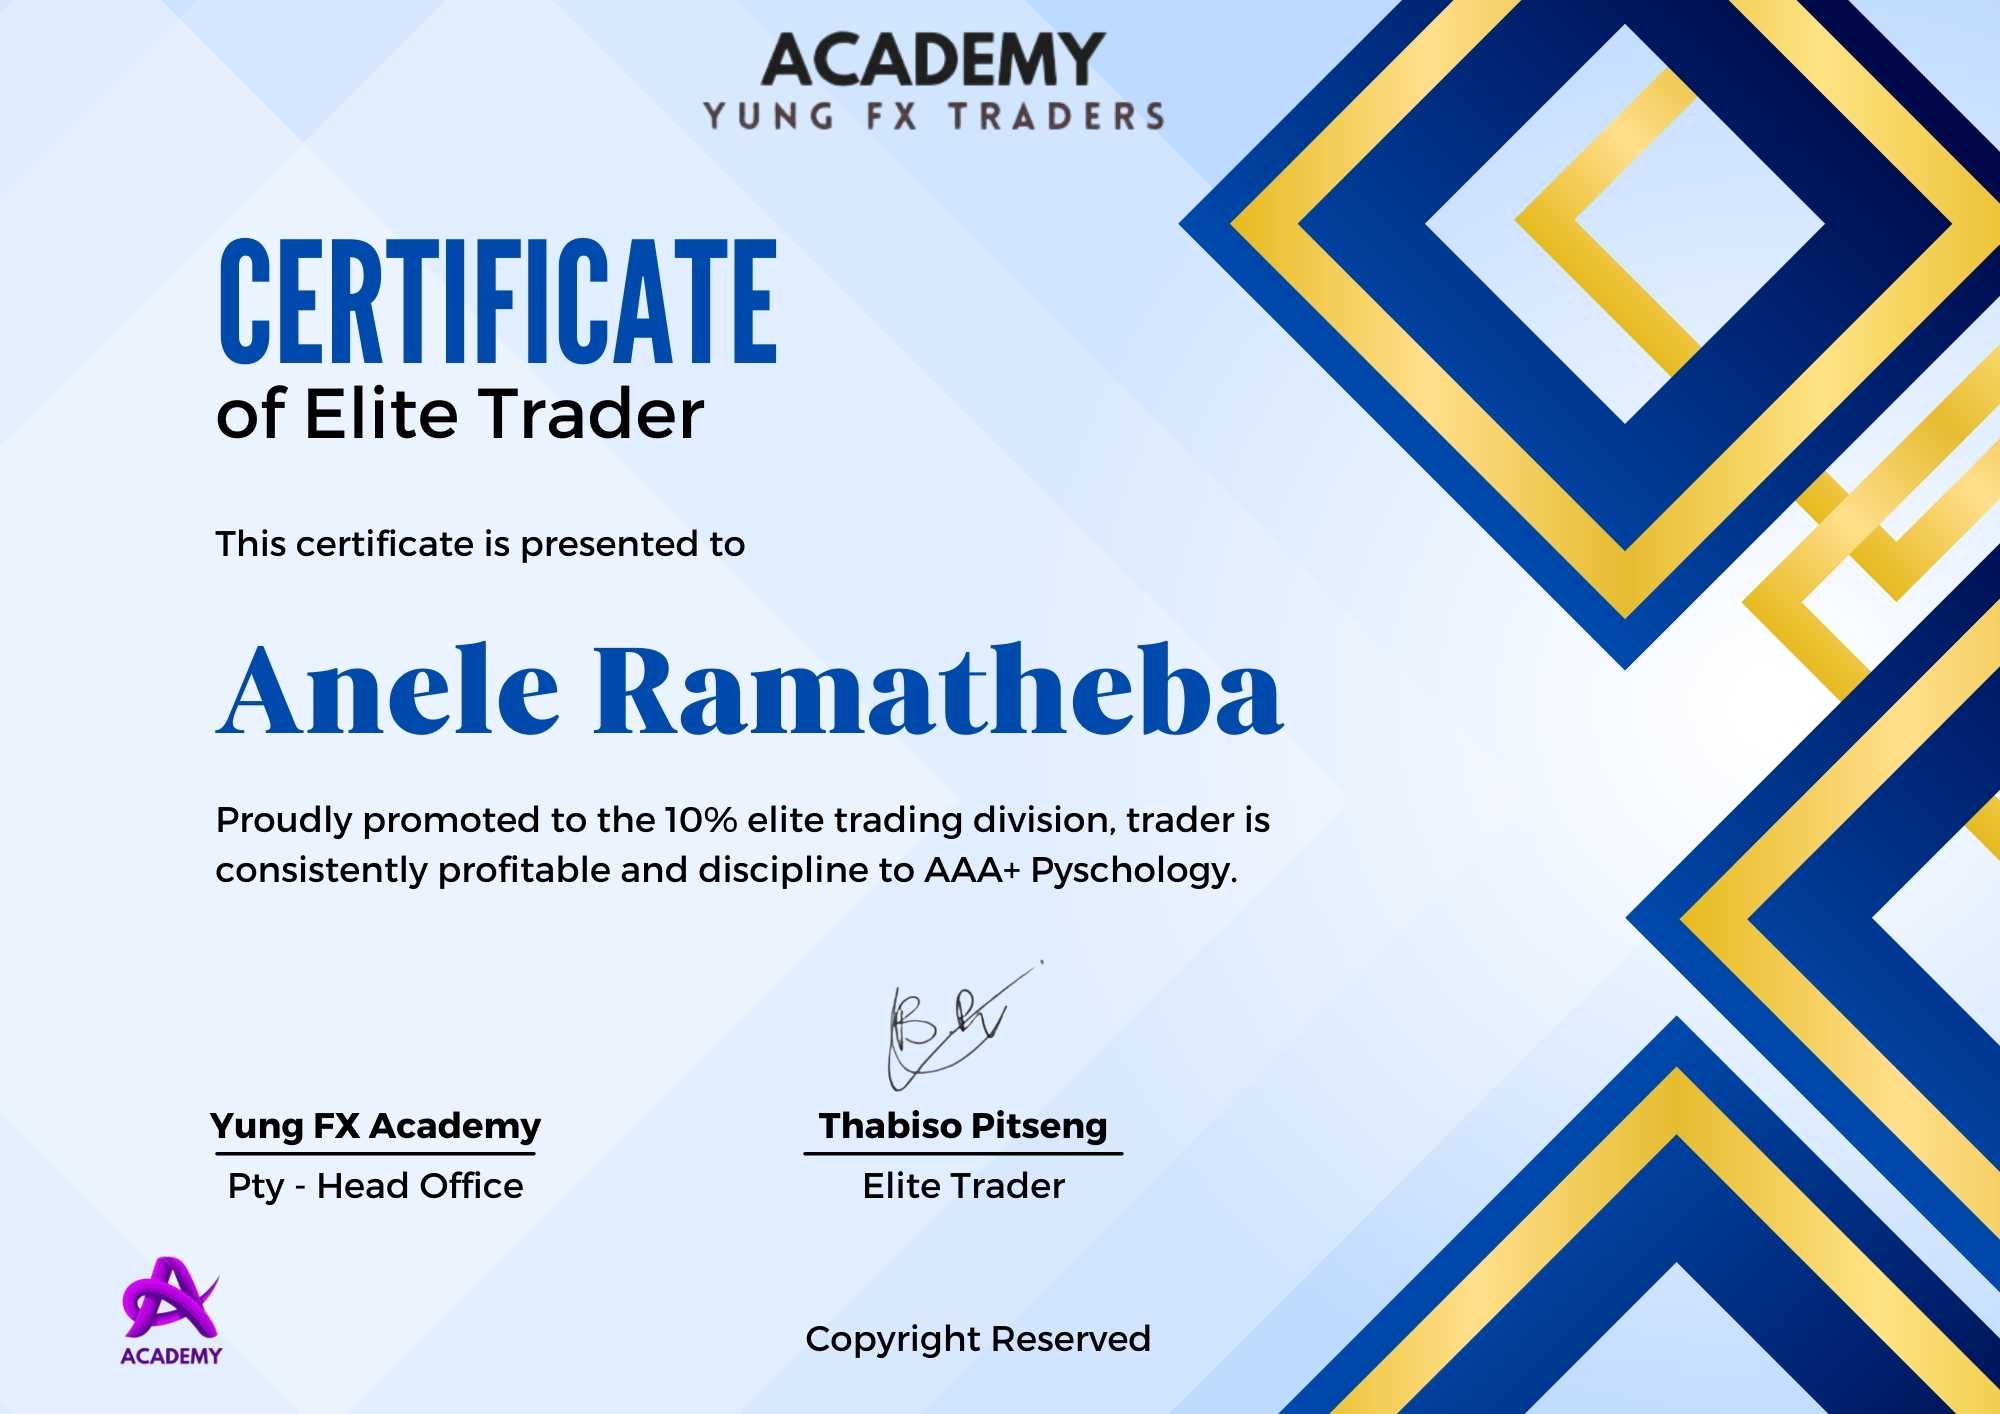 ACADEMY
YUNG FX TRADERS
CERTIFICATE
of Elite Trader
This certificate is presented to
Anele Ramatheba
Proudly promoted to the 10% elite trading division, trader is
consistently profitable and discipline to AAA+ Pyschology.
Yung FX Academy
Pty - Head Office
Thabiso Pitseng
Elite Trader
ACADEMY
Copyright Reserved